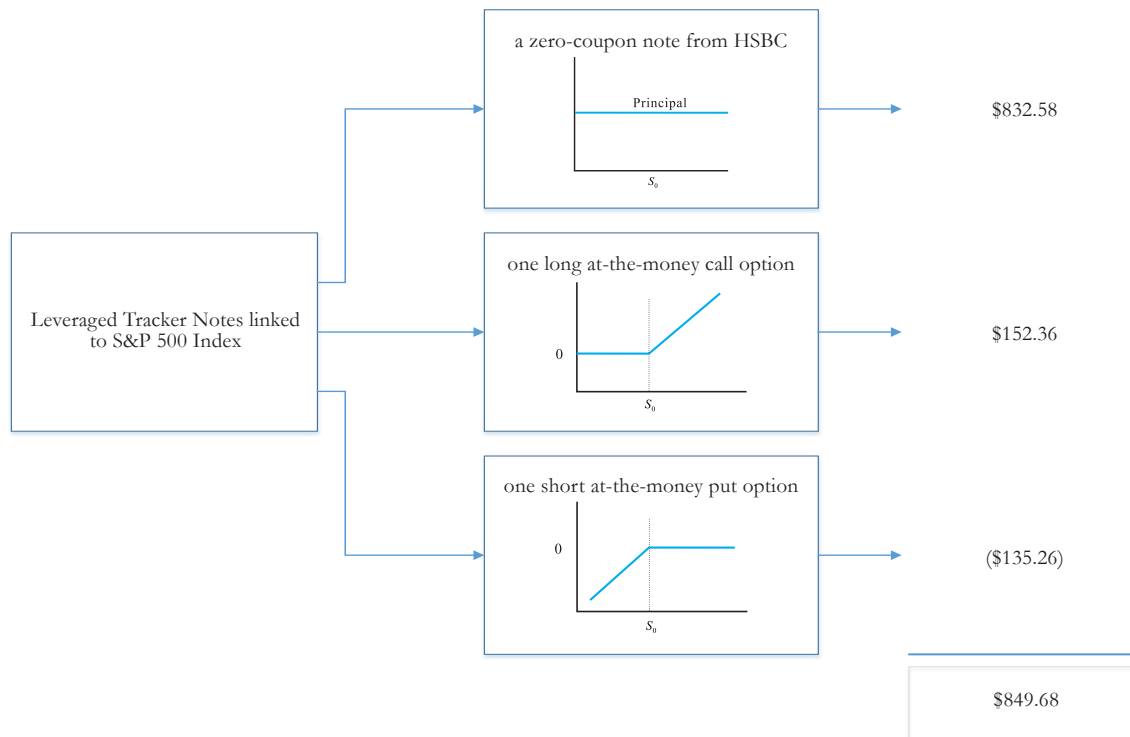 a zero-coupon note from HSBC
Principal
S₀
$832.58
Leveraged Tracker Notes linked
to S&P 500 Index
one long at-the-money call option
0
S₀
$152.36
one short at-the-money put option
0
S₀
($135.26)
$849.68